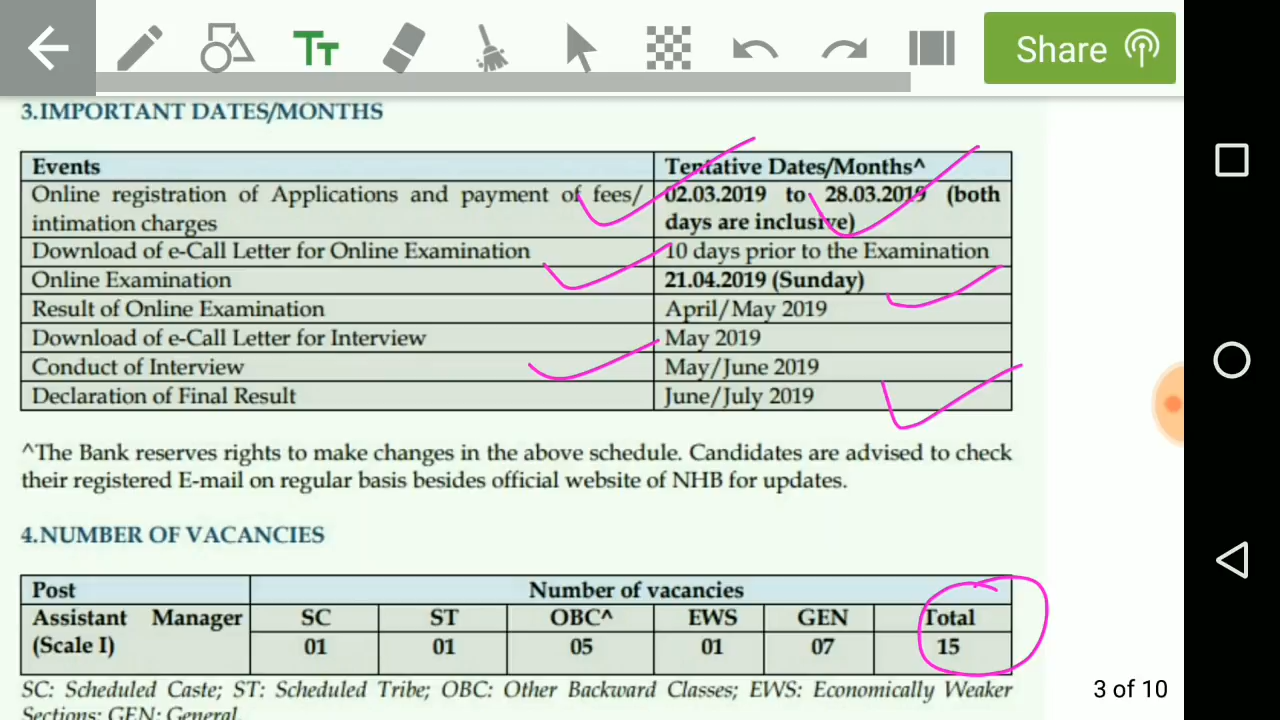 Share
3.IMPORTANT DATES/MONTHS
Events Tentative Dates/Months^
Online registration of Applications and payment of fees/ 02.03.2019 to 28.03.2019 (both
intimation charges days are inclusive)
Download of e-Call Letter for Online Examination 10 days prior to the Examination
Online Examination 21.04.2019 (Sunday)
Result of Online Examination April/May 2019
Download of e-Call Letter for Interview May 2019
Conduct of Interview May/June 2019
Declaration of Final Result June/July 2019
^The Bank reserves rights to make changes in the above schedule. Candidates are advised to check
their registered E-mail on regular basis besides official website of NHB for updates.
4.NUMBER OF VACANCIES
Post Number of vacancies
Assistant Manager SC ST OBC^ EWS GEN Total
(Scale I) 01 01 05 01 07 15
SC: Scheduled Caste; ST: Scheduled Tribe; OBC: Other Backward Classes; EWS: Economically Weaker
Sections; GEN: General.
3 of 10